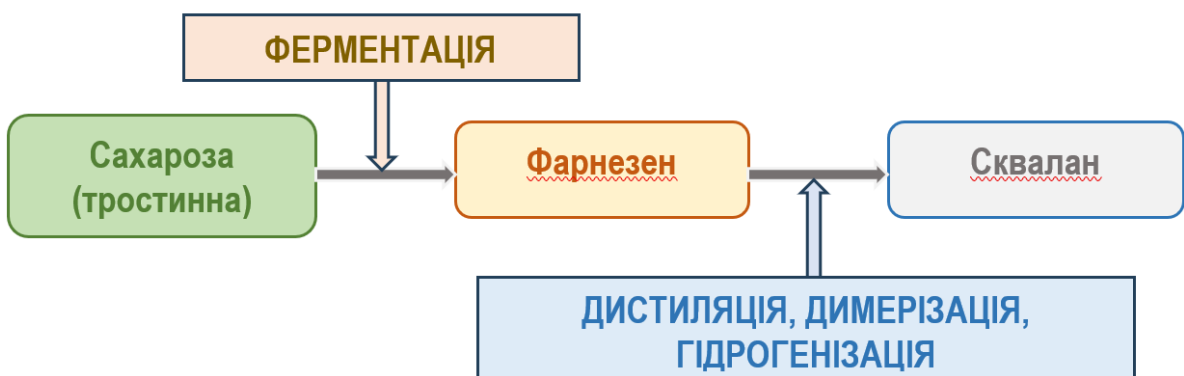 ФЕРМЕНТАЦІЯ
Сахароза
(тростинна)
Фарнезен
Сквалан
ДИСТИЛЯЦІЯ, ДИМЕРІЗАЦІЯ,
ГІДРОГЕНІЗАЦІЯ